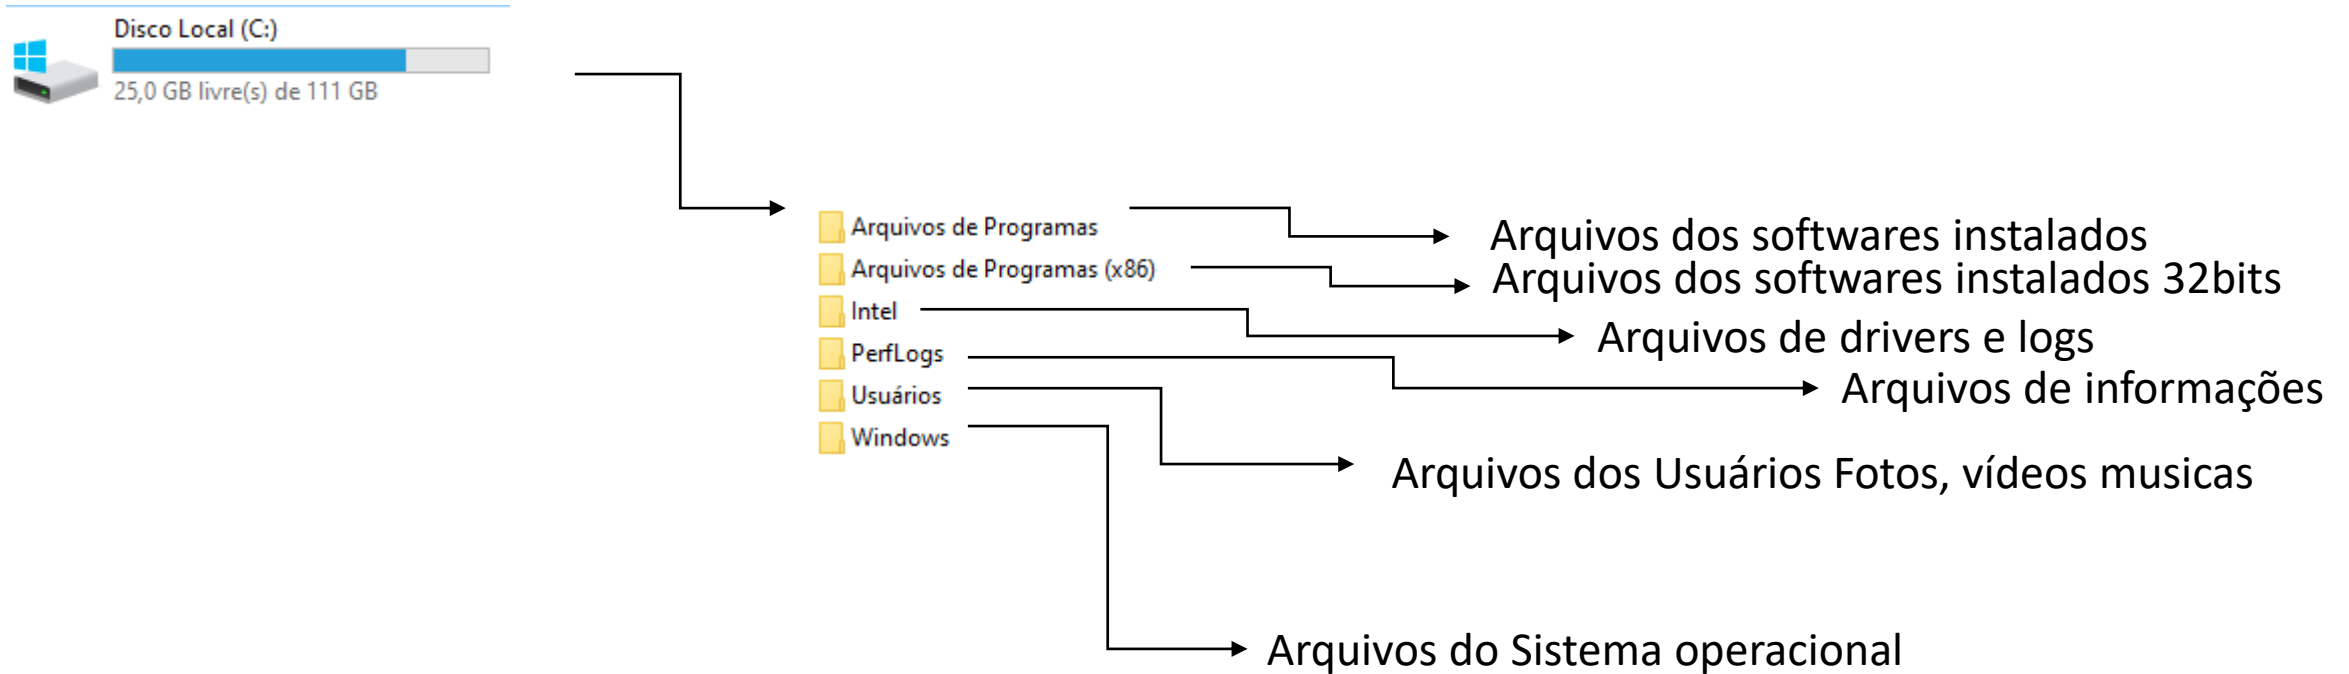 Disco Local (C:)
25,0 GB livre(s) de 111 GB
Arquivos de Programas
Arquivos dos softwares instalados
Arquivos de Programas (x86)
Arquivos dos softwares instalados 32bits
Intel
Arquivos de drivers e logs
PerfLogs
Arquivos de informações
Usuários
Arquivos dos Usuários Fotos, vídeos musicas
Windows
Arquivos do Sistema operacional